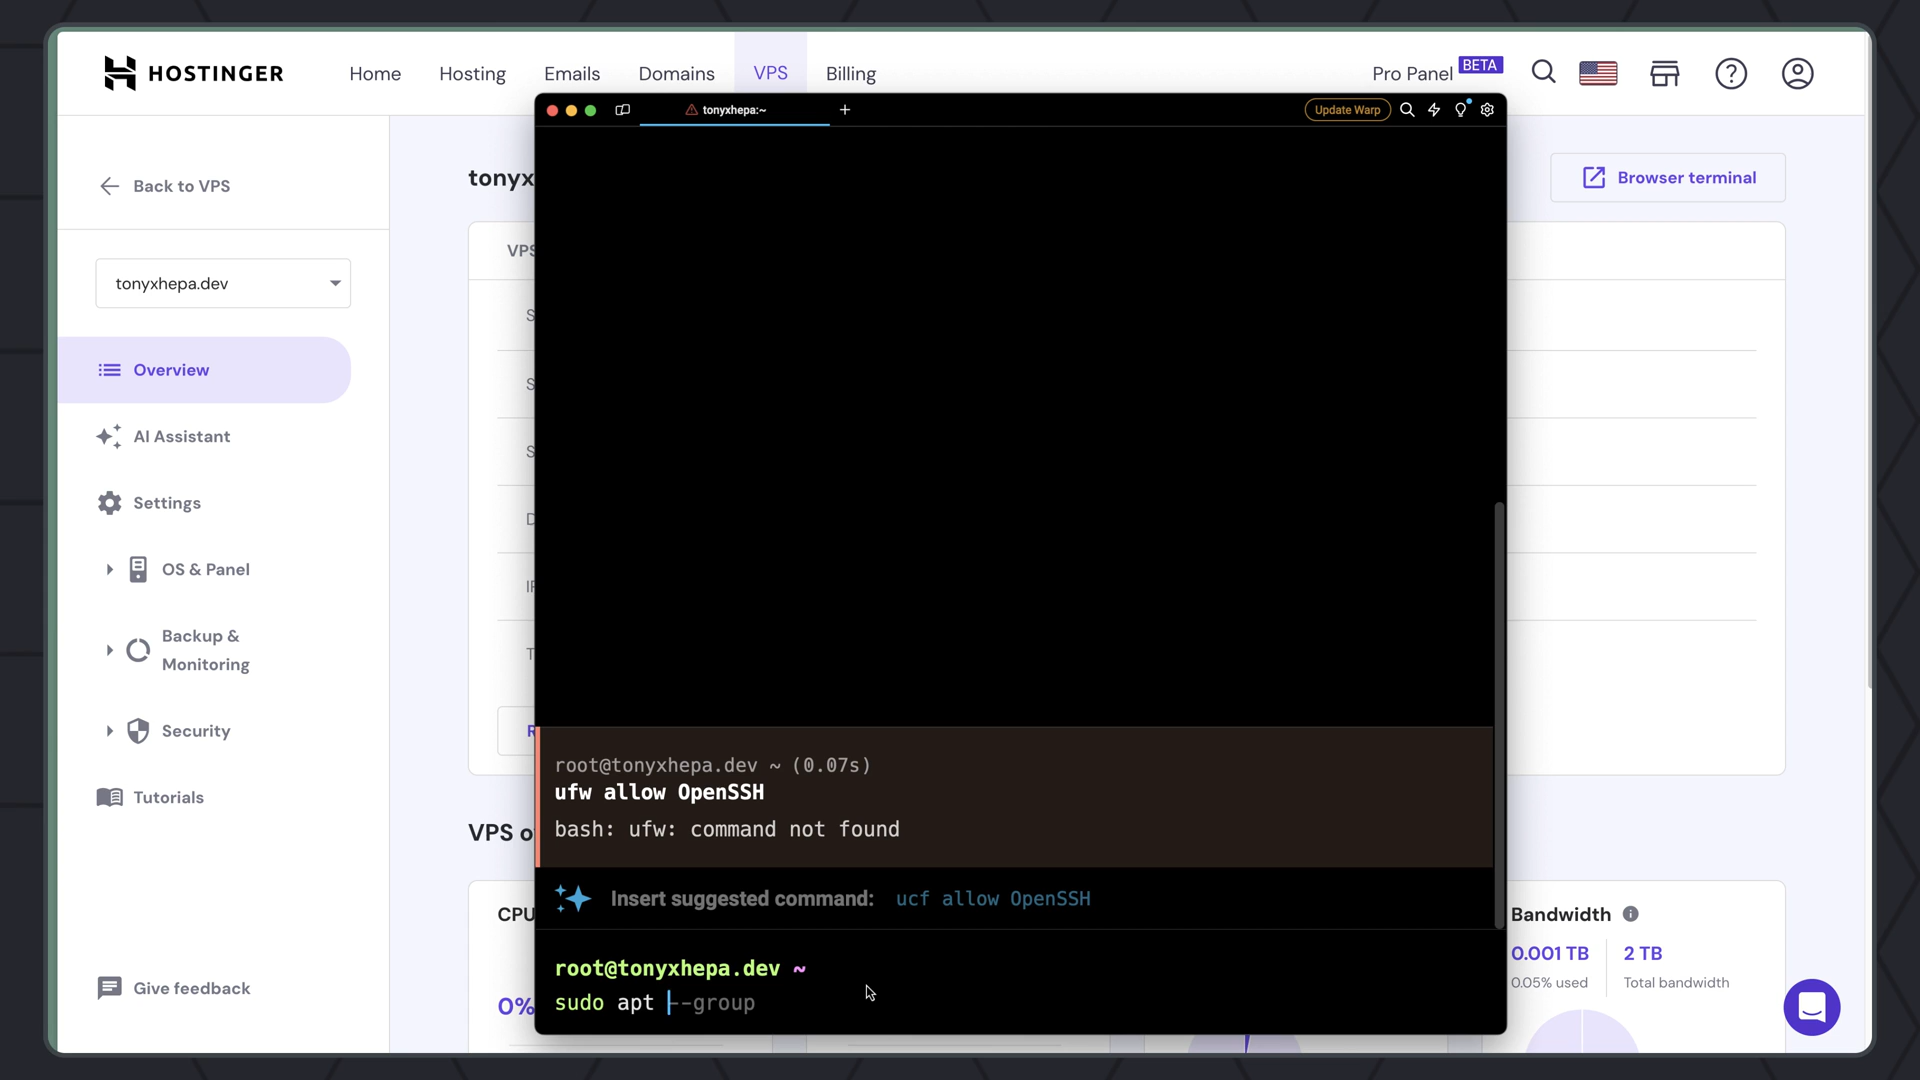 HOSTINGER
Home
Hosting
Emails
Domains
VPS
Billing
Pro Panel
BETA
tonyxhepa:~
+
Update Warp
Back to VPS
tonyx
Browser terminal
VPS
tonyxhepa.dev
Overview
AI Assistant
Settings
OS & Panel
Backup &
Monitoring
Security
Tutorials
root@tonyxhepa.dev ~ (0.07s)
ufw allow OpenSSH
bash: ufw: command not found
VPS o
Insert suggested command: ucf allow OpenSSH
CPU
Bandwidth
0.001 TB
0.05% used
2 TB
Total bandwidth
Give feedback
0%
root@tonyxhepa.dev ~
sudo apt --group